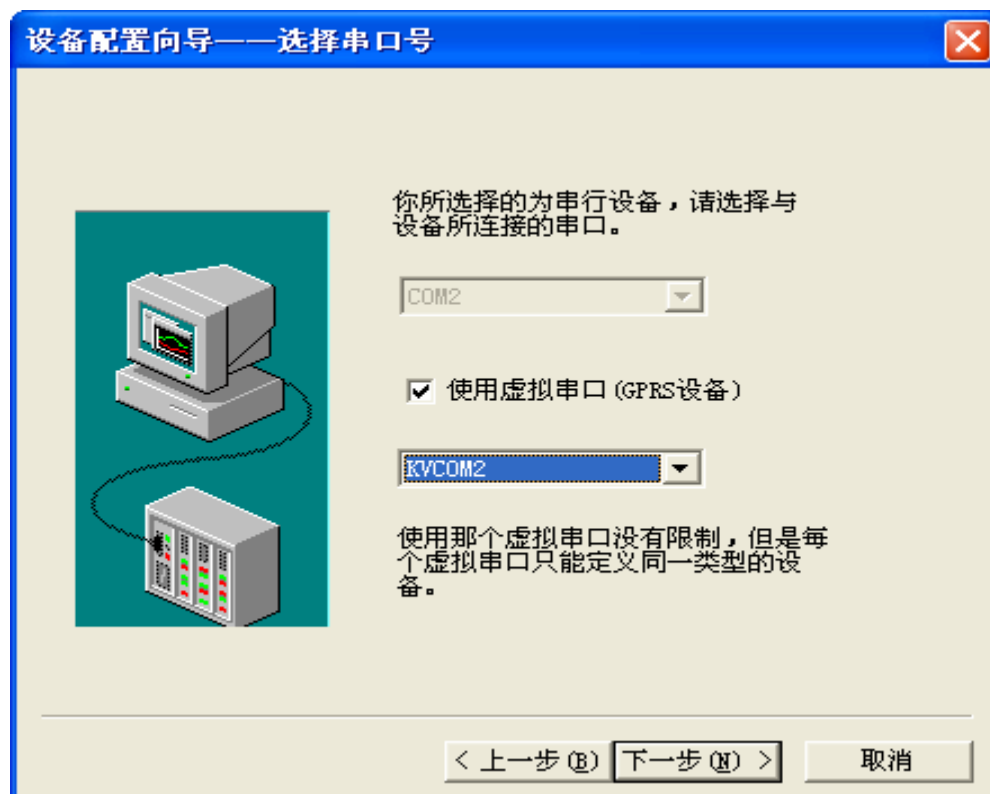 设备配置向导——选择串口号
你所选择的为串行设备，请选择与
设备所连接的串口。
COM2
使用虚拟串口(GPRS设备)
KVCOM2
使用那个虚拟串口没有限制，但是每
个虚拟串口只能定义同一类型的设
备。
< 上一步(B) 下一步(N) > 取消